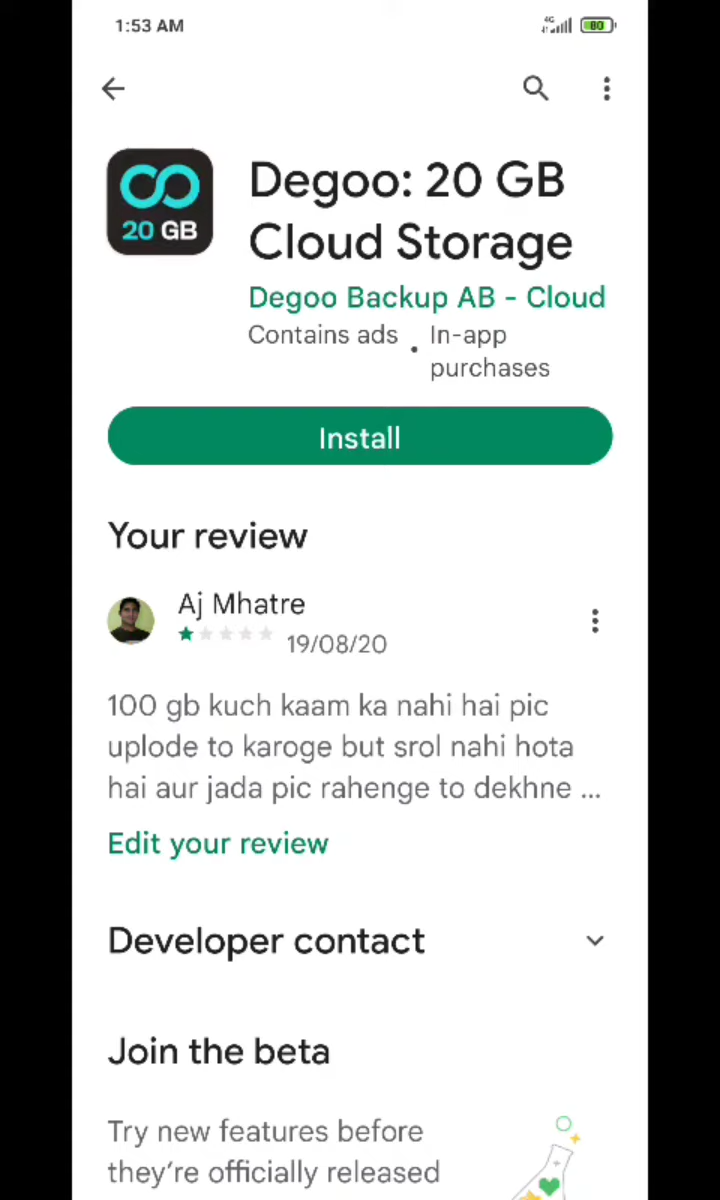 1:53 AM
4G
80
20 GB
Degoo: 20 GB
Cloud Storage
Degoo Backup AB - Cloud
Contains ads • In-app
purchases
Install
Your review
Aj Mhatre
19/08/20
100 gb kuch kaam ka nahi hai pic
uplode to karoge but srol nahi hota
hai aur jada pic rahenge to dekhne ...
Edit your review
Developer contact
Join the beta
Try new features before
they're officially released